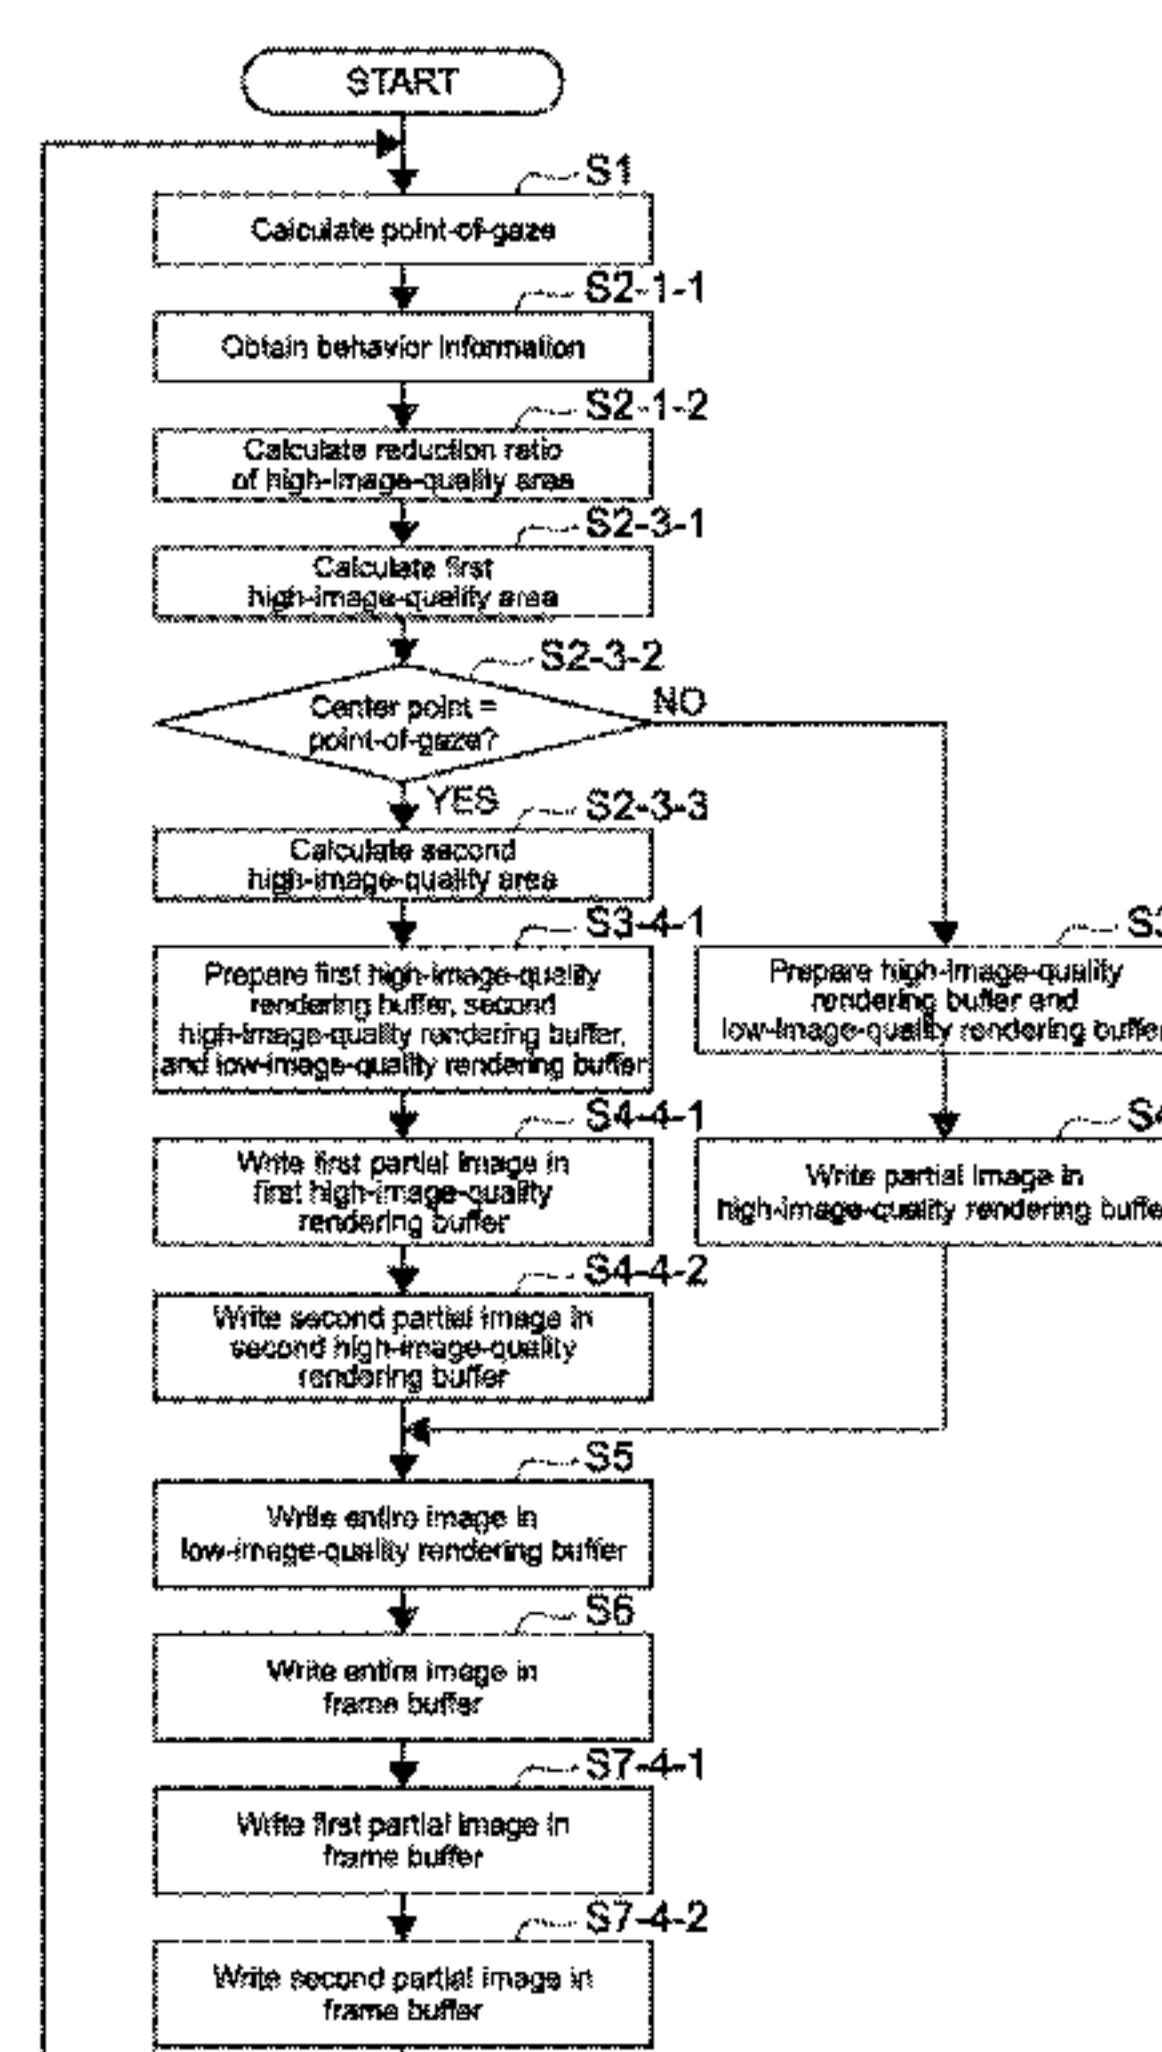 START
S1
Calculate point-of-gaze
S2-1-1
Obtain behavior information
S2-1-2
Calculate reduction ratio
of high-image-quality area
S2-3-1
Calculate first
high-image-quality area
S2-3-2
Center point =
point-of-gaze?
NO
YES
S2-3-3
Calculate second
high-image-quality area
S3-4-1
Prepare first high-image-quality
rendering buffer, second
high-image-quality rendering buffer,
and low-image-quality rendering buffer
S3
Prepare high-image-quality
rendering buffer and
low-image-quality rendering buffer
S4-4-1
Write first partial image in
first high-image-quality
rendering buffer
S4
Write partial image in
high-image-quality rendering buffe
S4-4-2
Write second partial image in
second high-image-quality
rendering buffer
S5
Write entire image in
low-image-quality rendering buffer
S6
Write entire image in
frame buffer
S7-4-1
Write first partial image in
frame buffer
S7-4-2
Write second partial image in
frame buffer